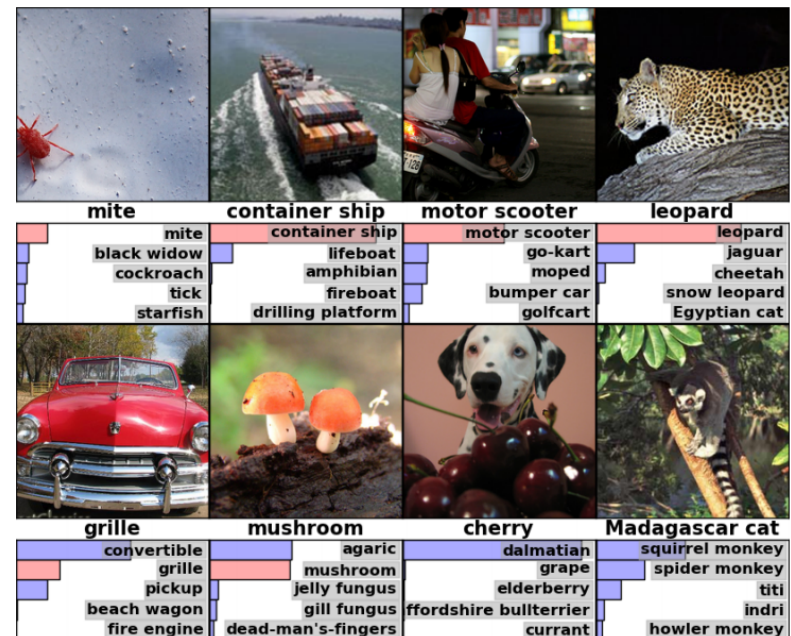 mite
container ship
motor scooter
leopard
mite
black widow
cockroach
tick
starfish
container ship
lifeboat
amphibian
fireboat
drilling platform
motor scooter
go-kart
moped
bumper car
golfcart
leopard
jaguar
cheetah
snow leopard
Egyptian cat
grille
mushroom
cherry
Madagascar cat
convertible
grille
pickup
beach wagon
fire engine
agaric
mushroom
jelly fungus
gill fungus
dead-man's-fingers
dalmatian
grape
elderberry
ffordshire bullterrier
currant
squirrel monkey
spider monkey
titi
indri
howler monkey